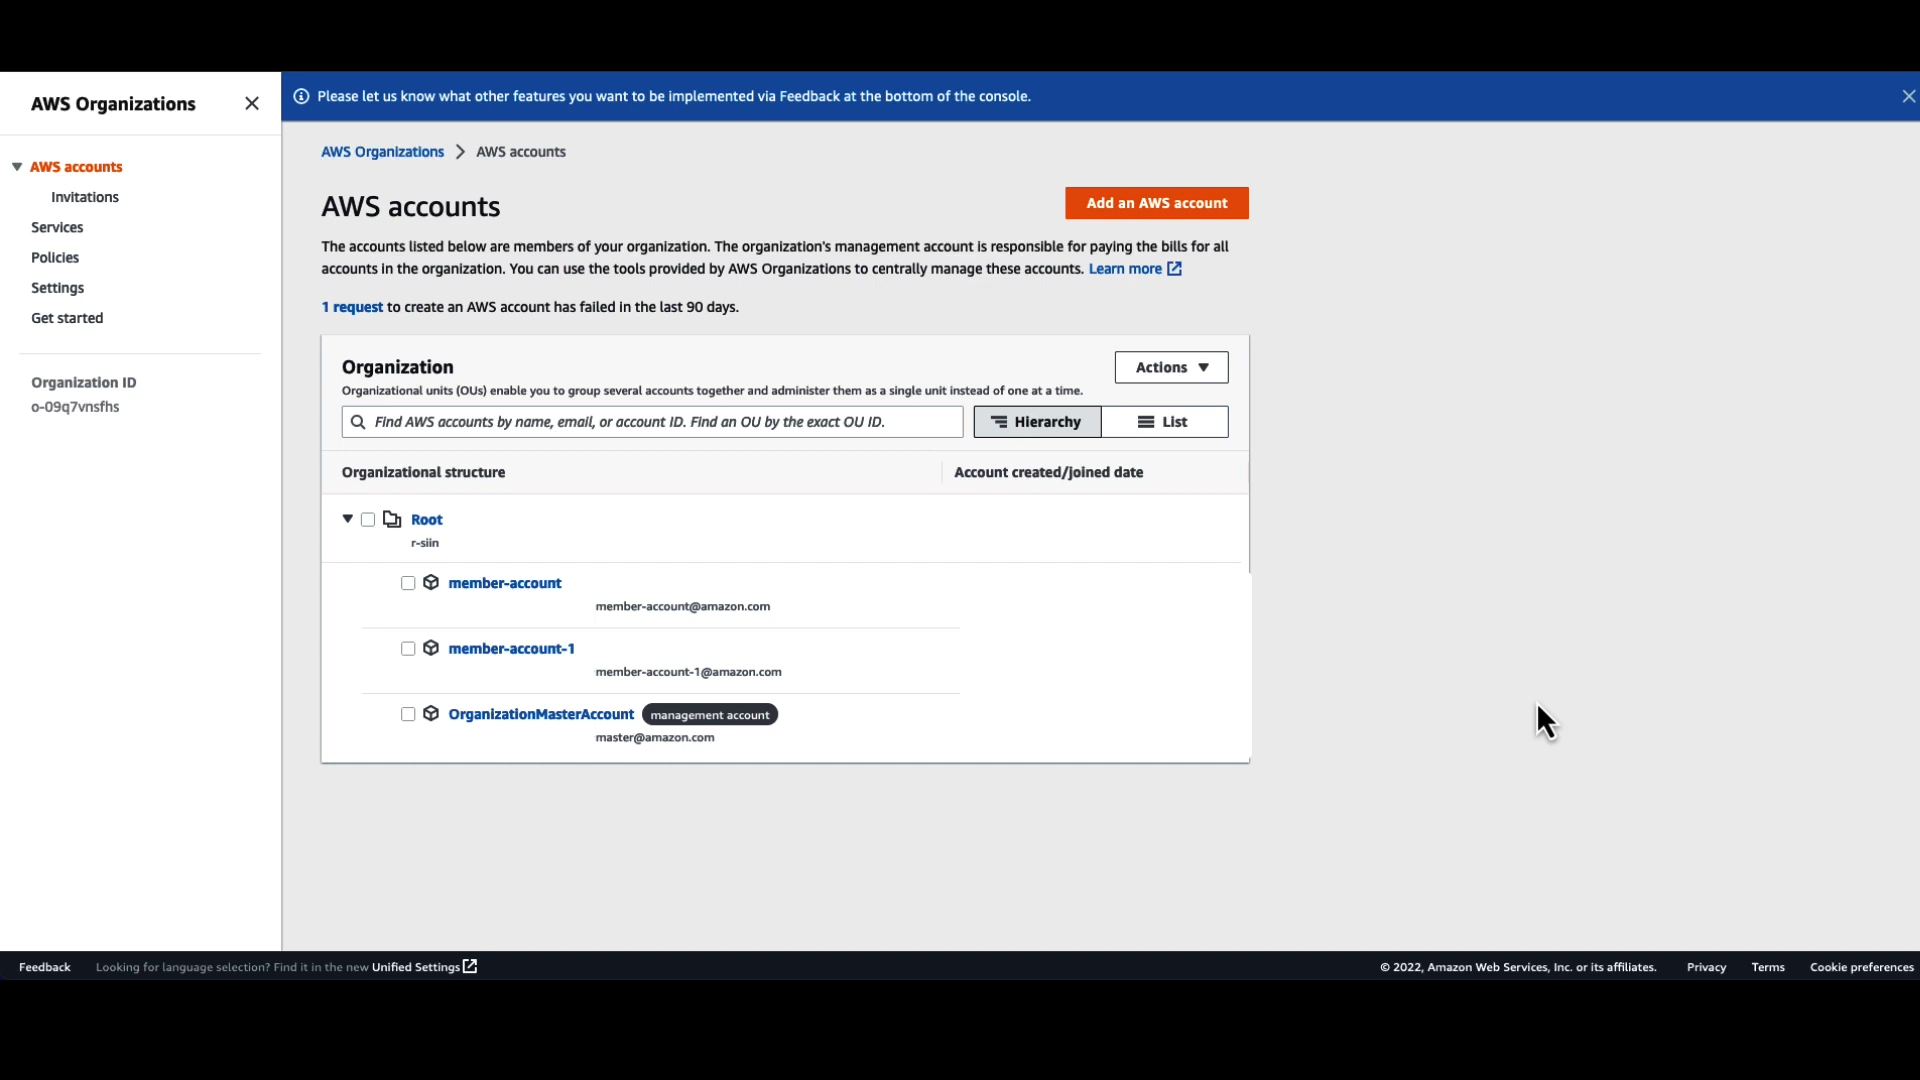 AWS Organizations
AWS accounts
Invitations
Services
Policies
Settings
Get started
Organization ID
o-09q7vnsfhs
Please let us know what other features you want to be implemented via Feedback at the bottom of the console.
AWS Organizations > AWS accounts
AWS accounts
Add an AWS account
The accounts listed below are members of your organization. The organization's management account is responsible for paying the bills for all
accounts in the organization. You can use the tools provided by AWS Organizations to centrally manage these accounts. Learn more
1 request to create an AWS account has failed in the last 90 days.
Organization
Actions
Organizational units (OUs) enable you to group several accounts together and administer them as a single unit instead of one at a time.
Find AWS accounts by name, email, or account ID. Find an OU by the exact OU ID.
Hierarchy
List
Organizational structure
Account created/joined date
Root
r-siin
member-account
member-account@amazon.com
member-account-1
member-account-1@amazon.com
OrganizationMasterAccount management account
master@amazon.com
Feedback
Looking for language selection? Find it in the new Unified Settings
© 2022, Amazon Web Services, Inc. or its affiliates.
Privacy
Terms
Cookie preferences